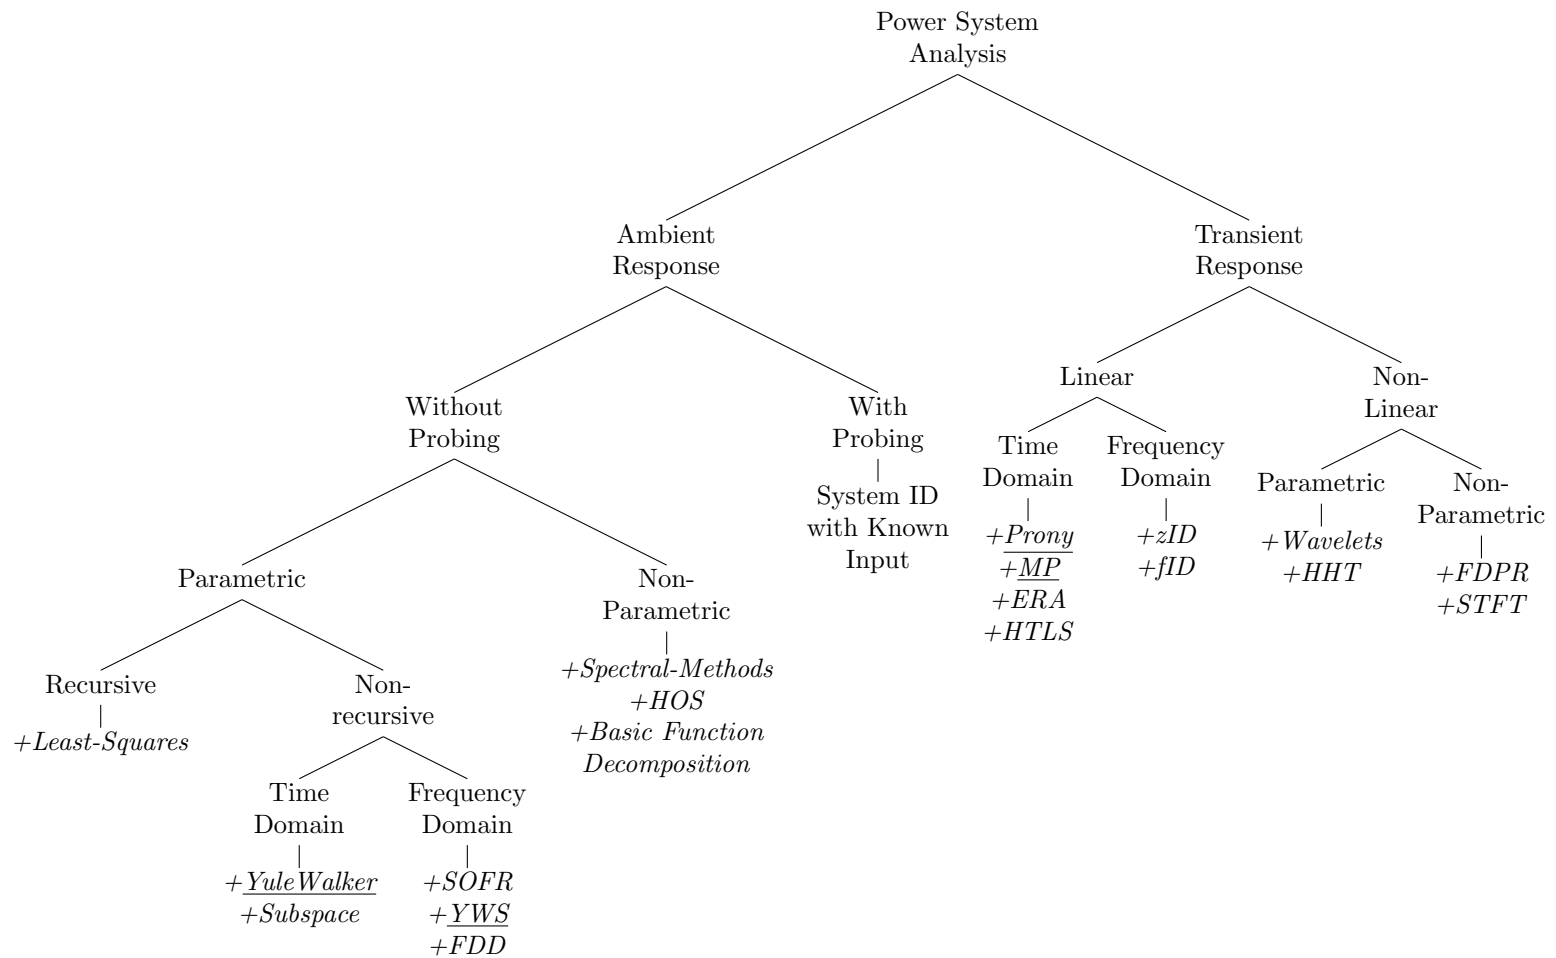 Power System
Analysis
Ambient
Response
Transient
Response
Without
Probing
With
Probing
System ID
with Known
Input
Linear
Non-
Linear
Time
Domain
+Prony
+MP
+ERA
+HTLS
Frequency
Domain
+zID
+fID
Parametric
+Wavelets
+HHT
Non-
Parametric
+FDPR
+STFT
Parametric
Non-
Parametric
+Spectral-Methods
+HOS
+Basic Function
Decomposition
Recursive
+Least-Squares
Non-
recursive
Time
Domain
+YuleWalker
+Subspace
Frequency
Domain
+SOFR
+YWS
+FDD